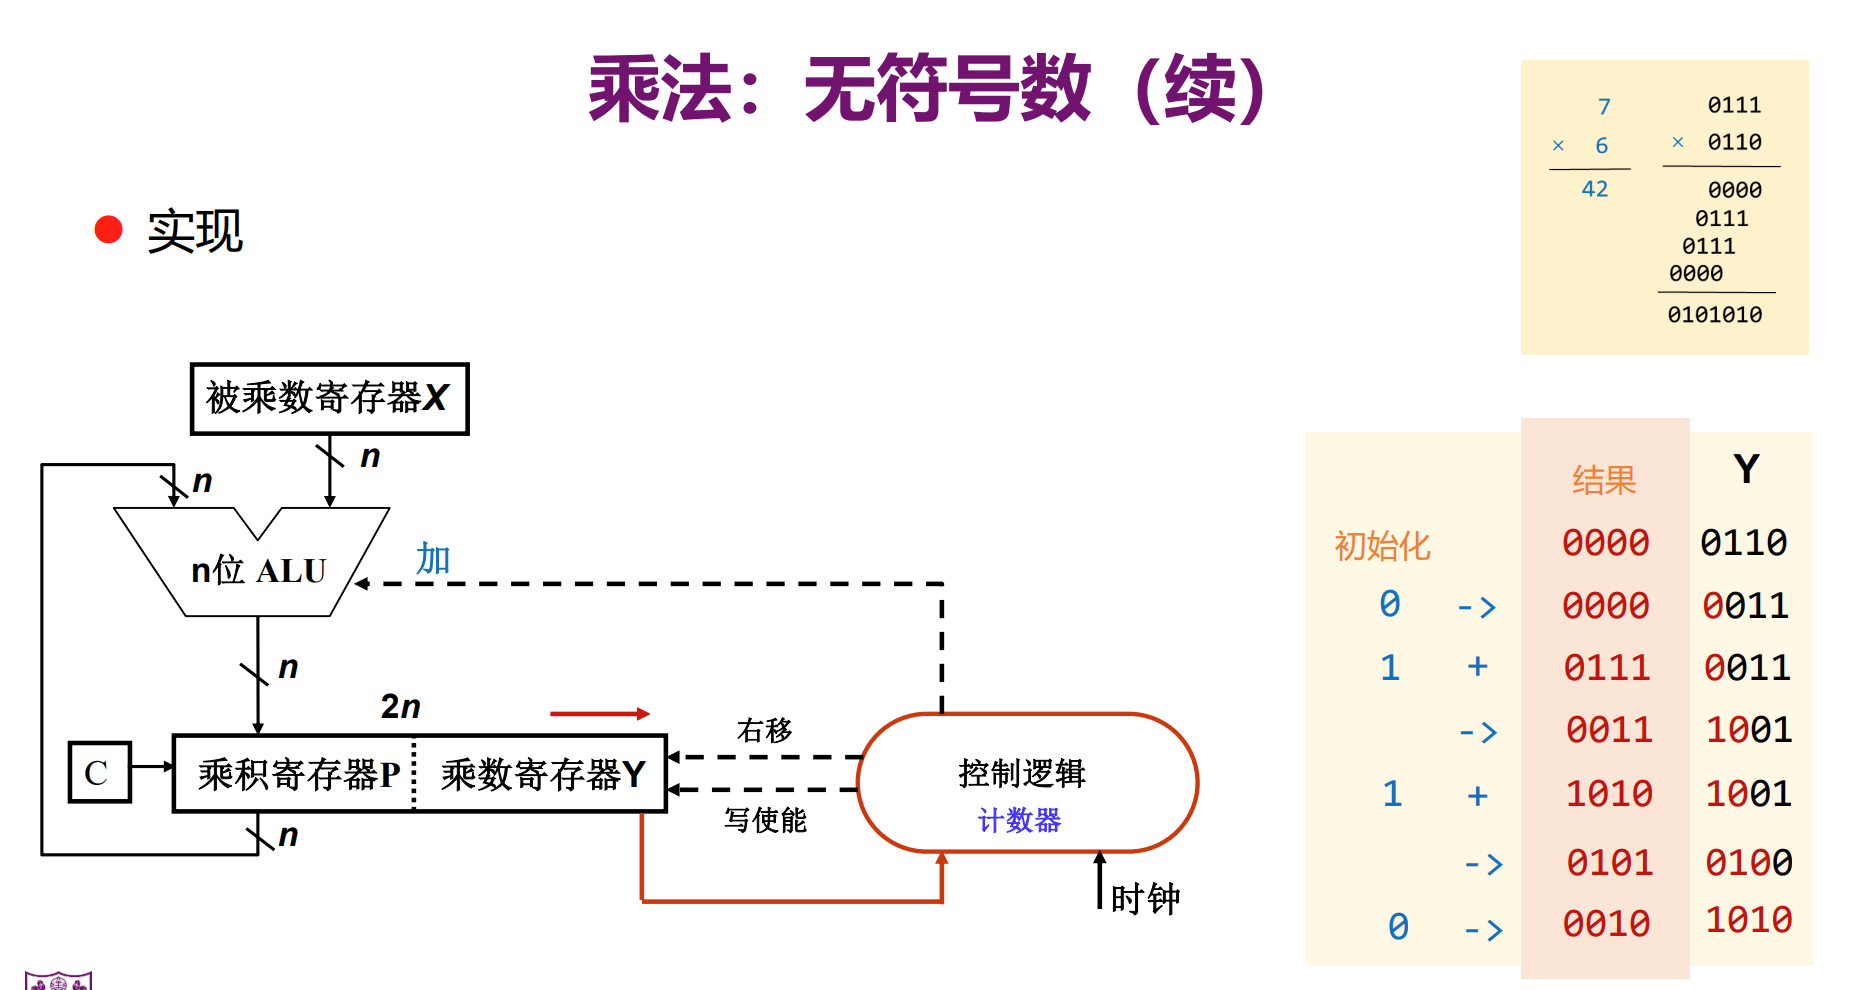 乘法：无符号数（续）
● 实现
7
× 6
42
0111
× 0110
0000
0111
0111
0000
0101010
被乘数寄存器X
n
n
n位 ALU
加
n
2n
C
乘积寄存器P
乘数寄存器Y
n
右移
写使能
控制逻辑
计数器
时钟
结果 Y
初始化 0000 0110
0 -> 0000 0011
1 + 0111 0011
-> 0011 1001
1 + 1010 1001
-> 0101 0100
0 -> 0010 1010